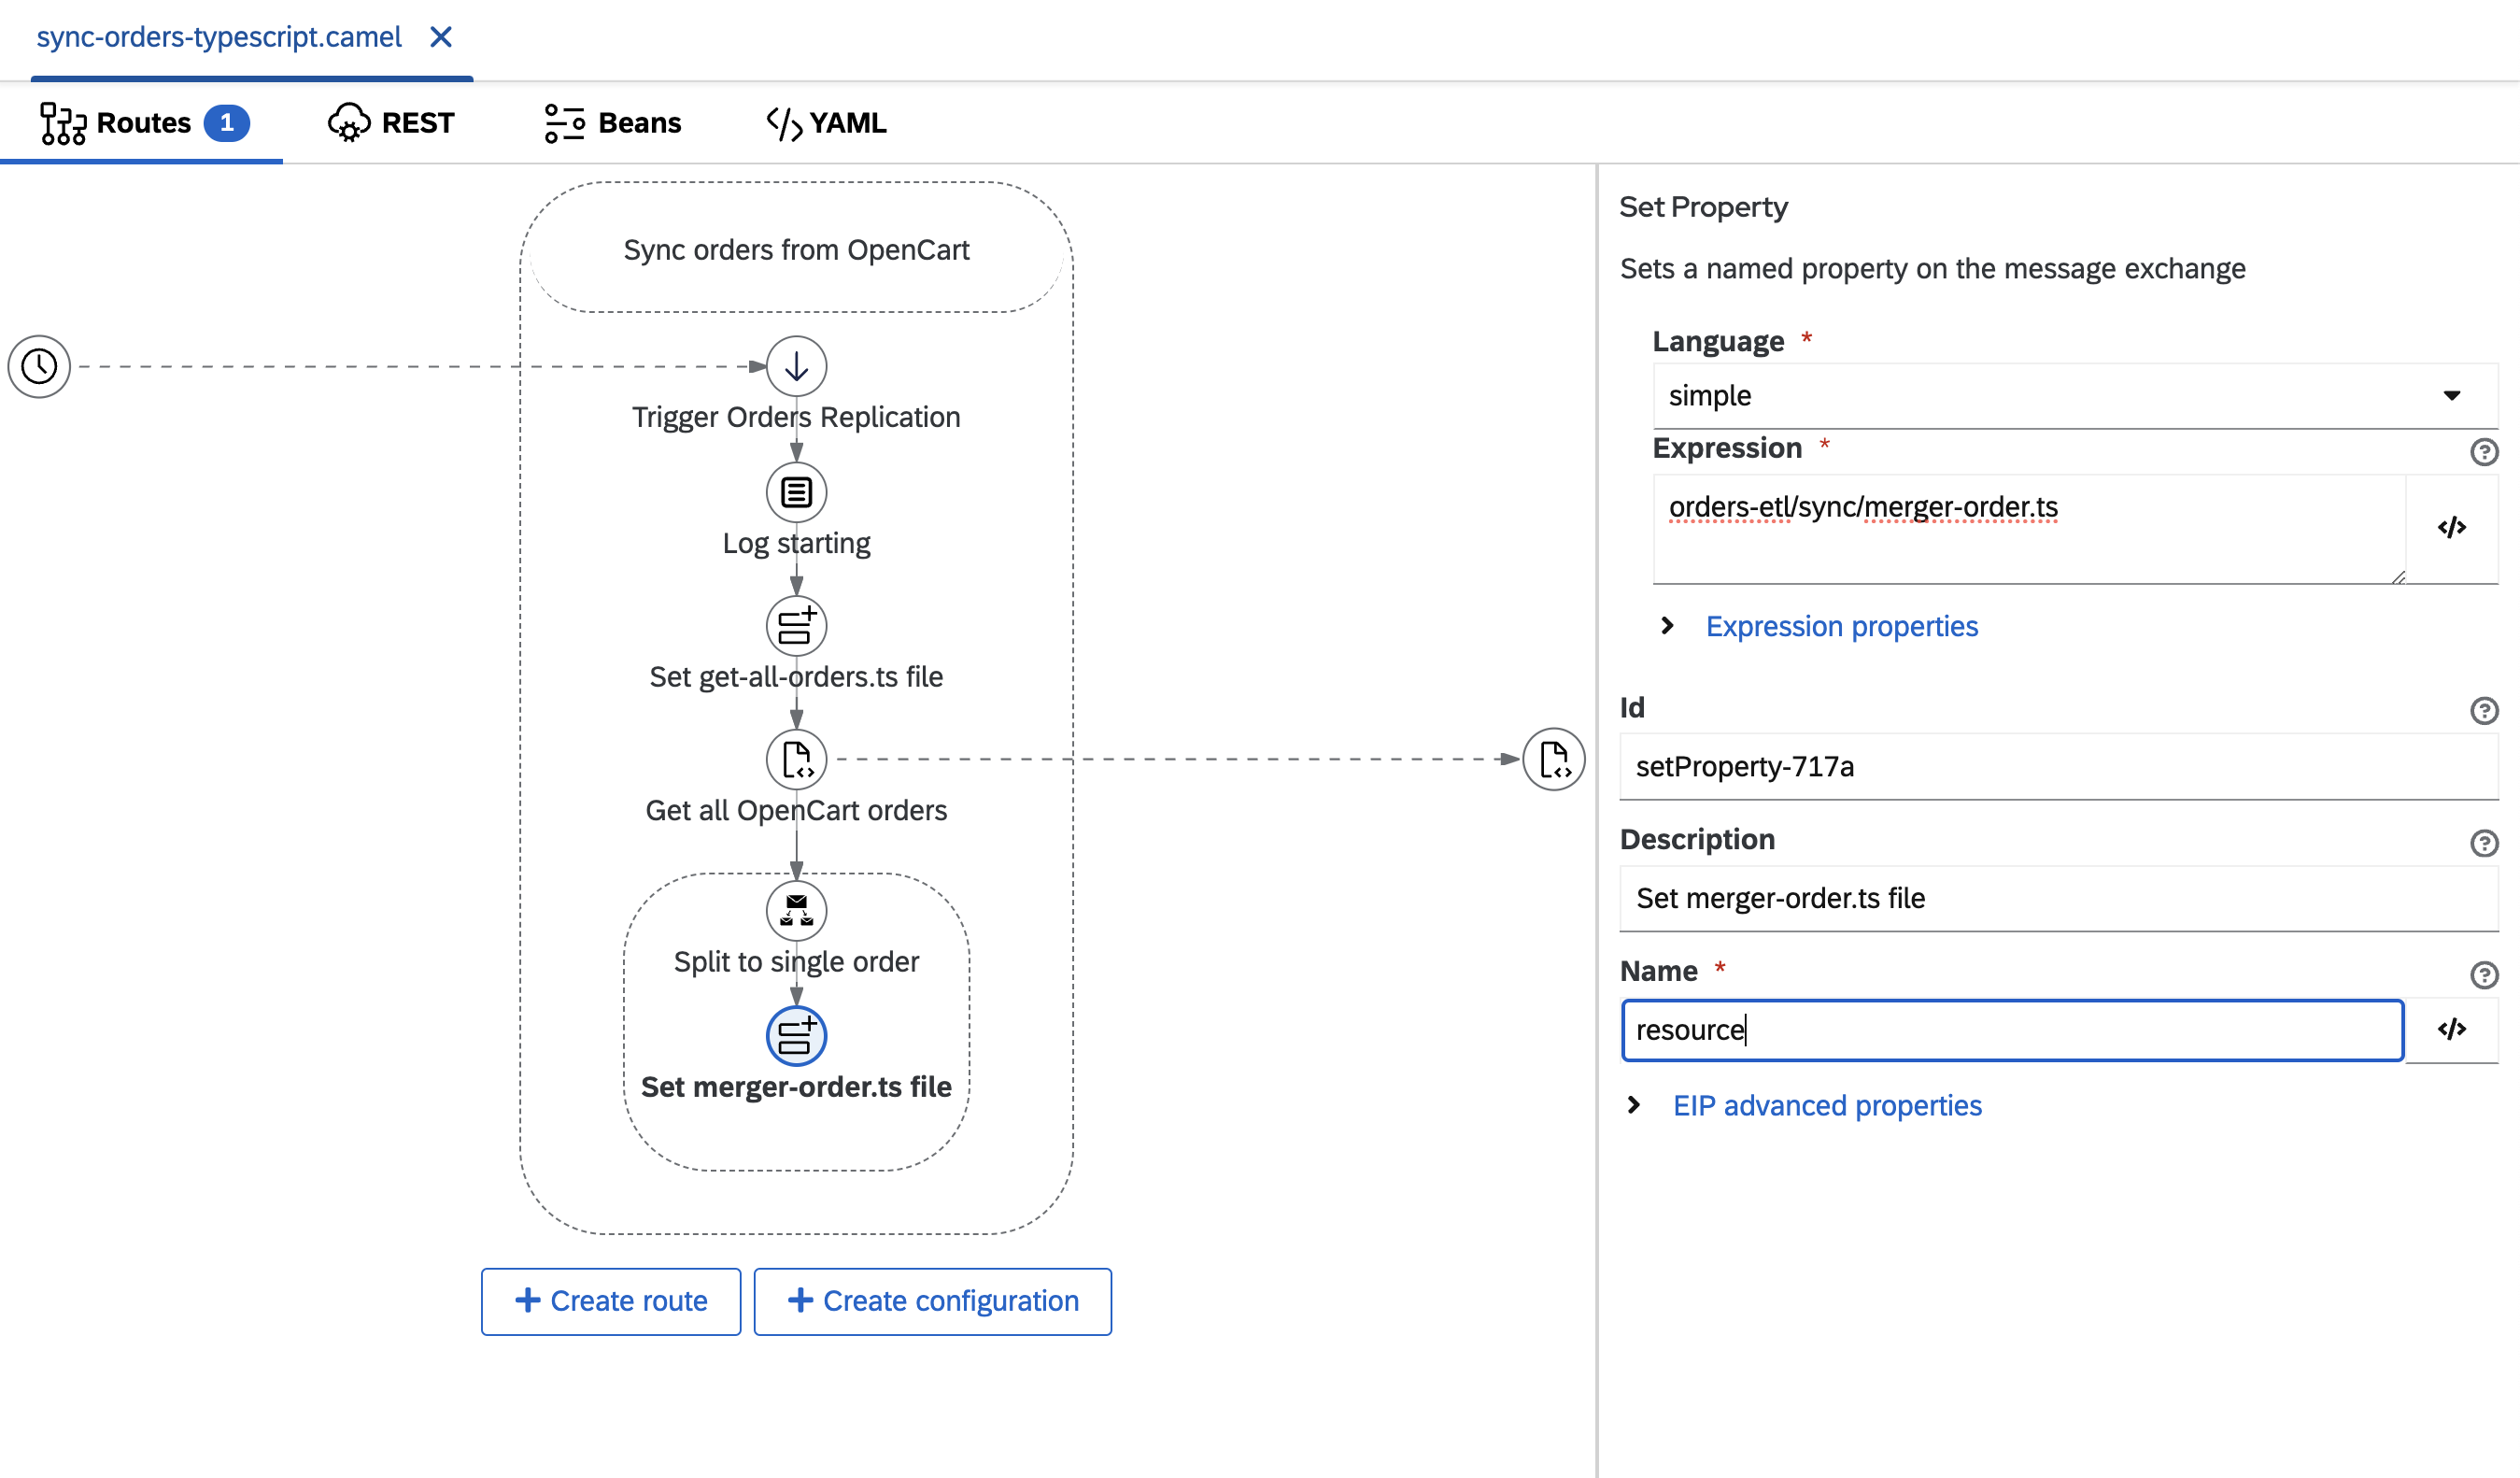 sync-orders-typescript.camel
Routes 1 REST Beans YAML
Sync orders from OpenCart
Trigger Orders Replication
Log starting
Set get-all-orders.ts file
Get all OpenCart orders
Split to single order
Set merger-order.ts file
Create route
Create configuration
Set Property
Sets a named property on the message exchange
Language *
simple
Expression *
orders-etl/sync/merger-order.ts
Expression properties
Id
setProperty-717a
Description
Set merger-order.ts file
Name *
resource
EIP advanced properties